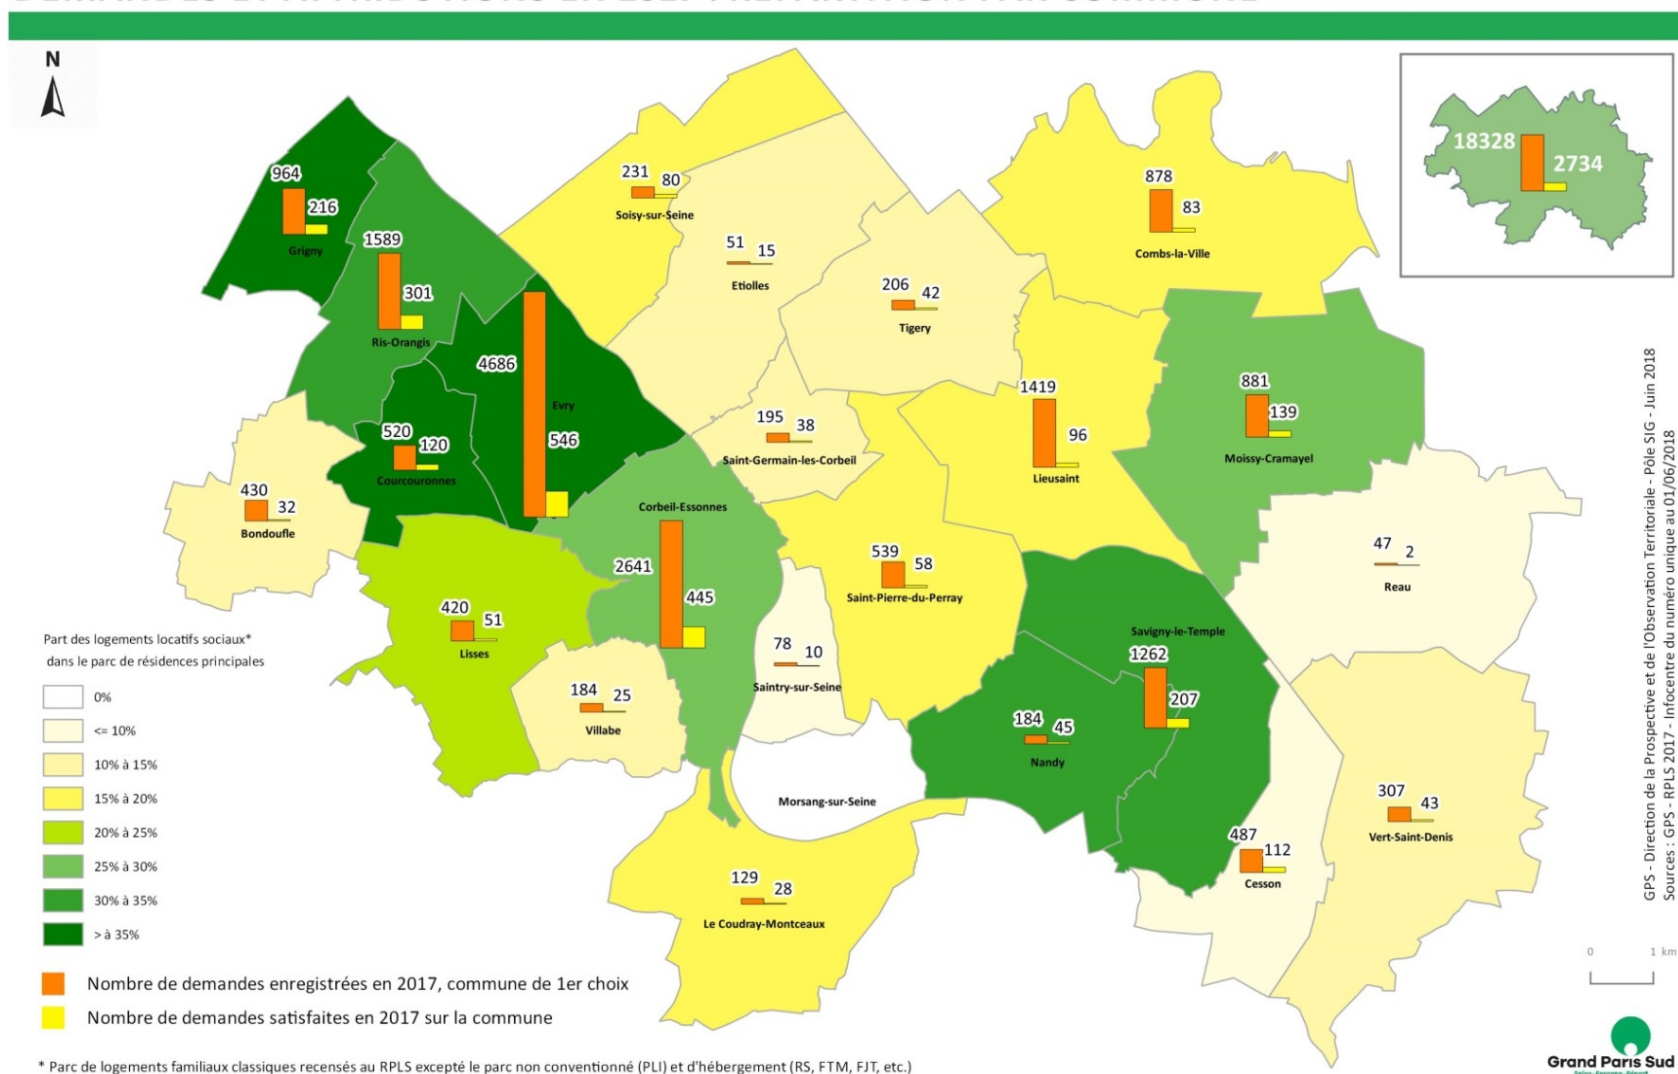 N
18328
2734
964
216
Grigny
1589
301
Ris-Orangis
231
80
Soisy-sur-Seine
51
15
Etiolles
206
42
Tigery
878
83
Combs-la-Ville
4686
Evry
546
520
120
Courcouronnes
430
32
Bondoufle
195
38
Saint-Germain-les-Corbeil
1419
96
Lieusaint
881
139
Moissy-Cramayel
Corbeil-Essonnes
2641
445
539
58
Saint-Pierre-du-Perray
47
2
Reau
420
51
Lisses
78
10
Saintry-sur-Seine
Savigny-le-Temple
1262
207
184
25
Villabe
184
45
Nandy
Morsang-sur-Seine
307
43
Vert-Saint-Denis
487
112
Cesson
129
28
Le Coudray-Montceaux
Part des logements locatifs sociaux*
dans le parc de résidences principales
0%
<= 10%
10% à 15%
15% à 20%
20% à 25%
25% à 30%
30% à 35%
> à 35%
Nombre de demandes enregistrées en 2017, commune de 1er choix
Nombre de demandes satisfaites en 2017 sur la commune
* Parc de logements familiaux classiques recensés au RPLS excepté le parc non conventionné (PLI) et d'hébergement (RS, FTM, FJT, etc.)
GPS - Direction de la Prospective et de l'Observation Territoriale - Pôle SIG - Juin 2018
Sources : GPS - RPLS 2017 - Infocentre du numéro unique au 01/06/2018
0 1 km
Grand Paris Sud